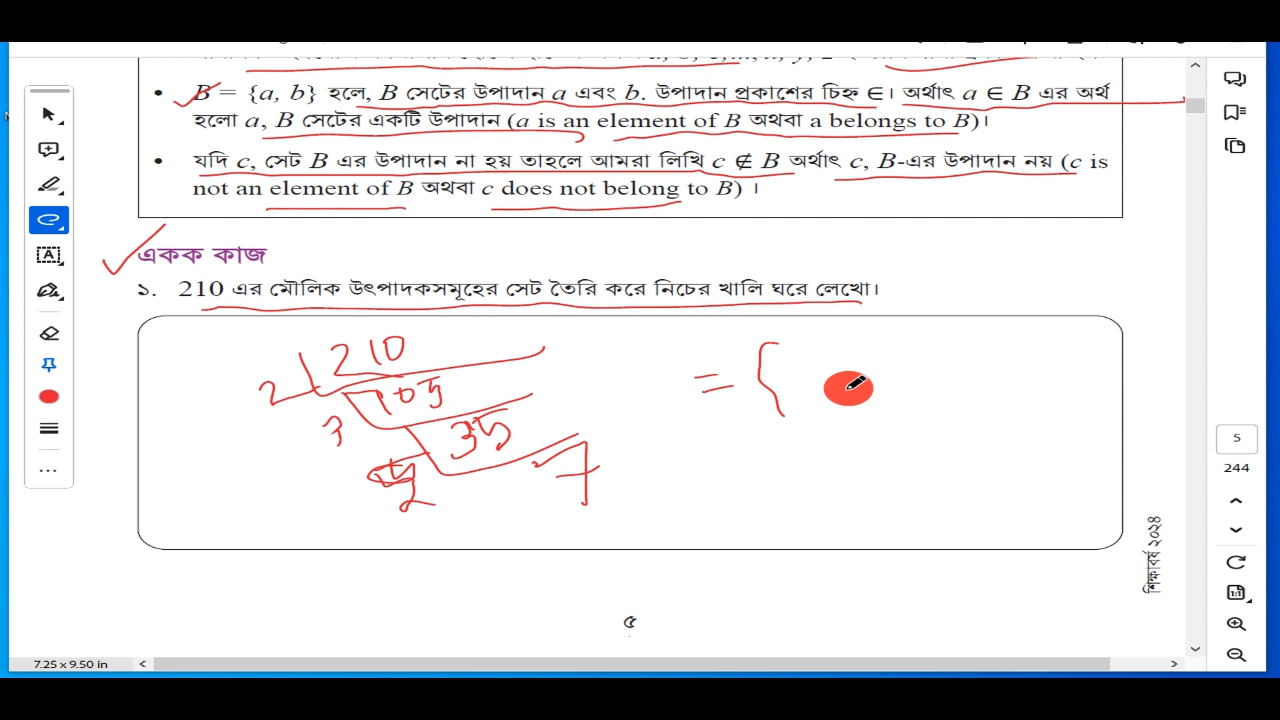 B = {a, b} হলে, B সেটের উপাদান a এবং b. উপাদান প্রকাশের চিহ্ন ∈। অর্থাৎ a ∈ B এর অর্থ
হলো a, B সেটের একটি উপাদান (a is an element of B অথবা a belongs to B)।
যদি c, সেট B এর উপাদান না হয় তাহলে আমরা লিখি c ∉ B অর্থাৎ c, B-এর উপাদান নয় (c is
not an element of B অথবা c does not belong to B) ।
একক কাজ
১. 210 এর মৌলিক উৎপাদকসমূহের সেট তৈরি করে নিচের খালি ঘরে লেখো।
2 210
3 105
35
7
= {
৫
শিক্ষাবর্ষ ২০২৪
5
244
7.25 x 9.50 in